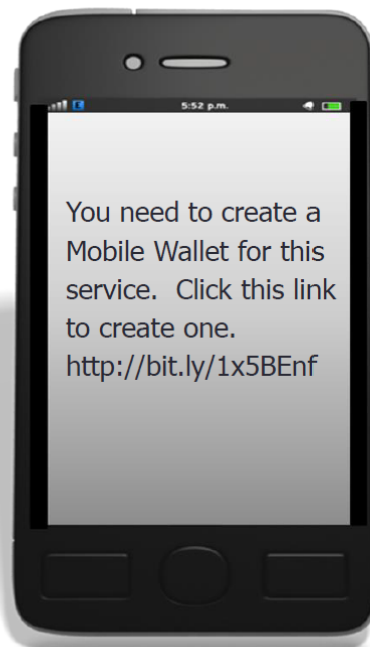 5:52 p.m.
You need to create a
Mobile Wallet for this
service.  Click this link
to create one.
http://bit.ly/1x5BEnf